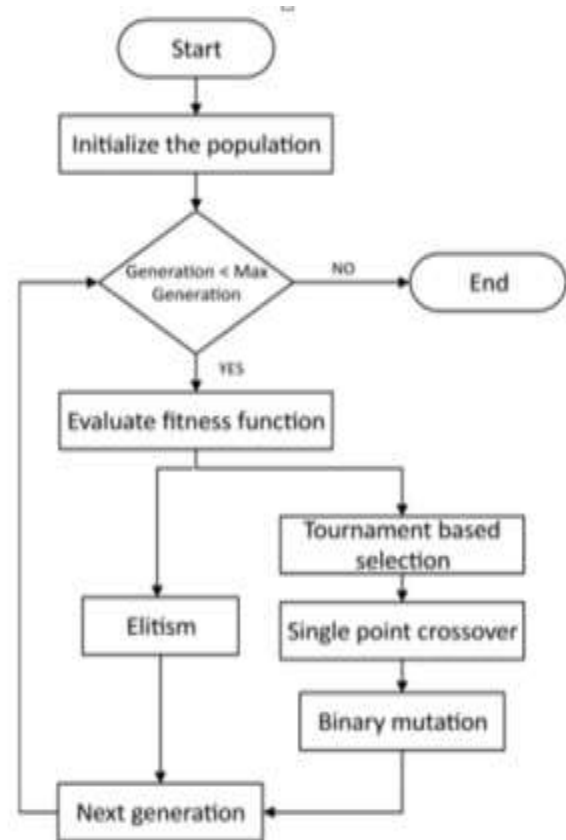 Start
Initialize the population
Generation < Max
Generation
NO
End
YES
Evaluate fitness function
Tournament based
selection
Elitism
Single point crossover
Binary mutation
Next generation